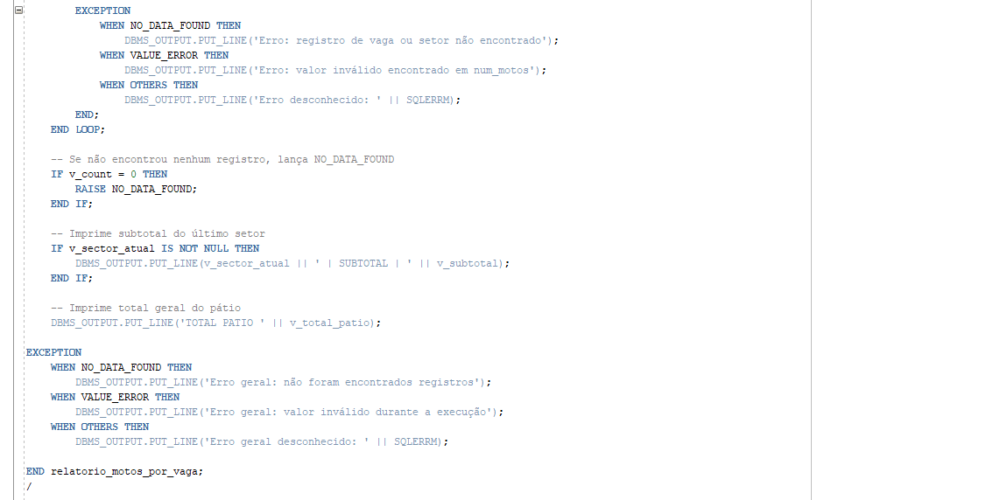 EXCEPTION
WHEN NO_DATA_FOUND THEN
DBMS_OUTPUT.PUT_LINE('Erro: registro de vaga ou setor não encontrado');
WHEN VALUE_ERROR THEN
DBMS_OUTPUT.PUT_LINE('Erro: valor inválido encontrado em num_motos');
WHEN OTHERS THEN
DBMS_OUTPUT.PUT_LINE('Erro desconhecido: ' || SQLERRM);
END;
END LOOP;
-- Se não encontrou nenhum registro, lança NO_DATA_FOUND
IF v_count = 0 THEN
RAISE NO_DATA_FOUND;
END IF;
-- Imprime subtotal do último setor
IF v_sector_atual IS NOT NULL THEN
DBMS_OUTPUT.PUT_LINE(v_sector_atual || ' | SUBTOTAL | ' || v_subtotal);
END IF;
-- Imprime total geral do pátio
DBMS_OUTPUT.PUT_LINE('TOTAL PATIO ' || v_total_patio);
EXCEPTION
WHEN NO_DATA_FOUND THEN
DBMS_OUTPUT.PUT_LINE('Erro geral: não foram encontrados registros');
WHEN VALUE_ERROR THEN
DBMS_OUTPUT.PUT_LINE('Erro geral: valor inválido durante a execução');
WHEN OTHERS THEN
DBMS_OUTPUT.PUT_LINE('Erro geral desconhecido: ' || SQLERRM);
END relatorio_motos_por_vaga;
/